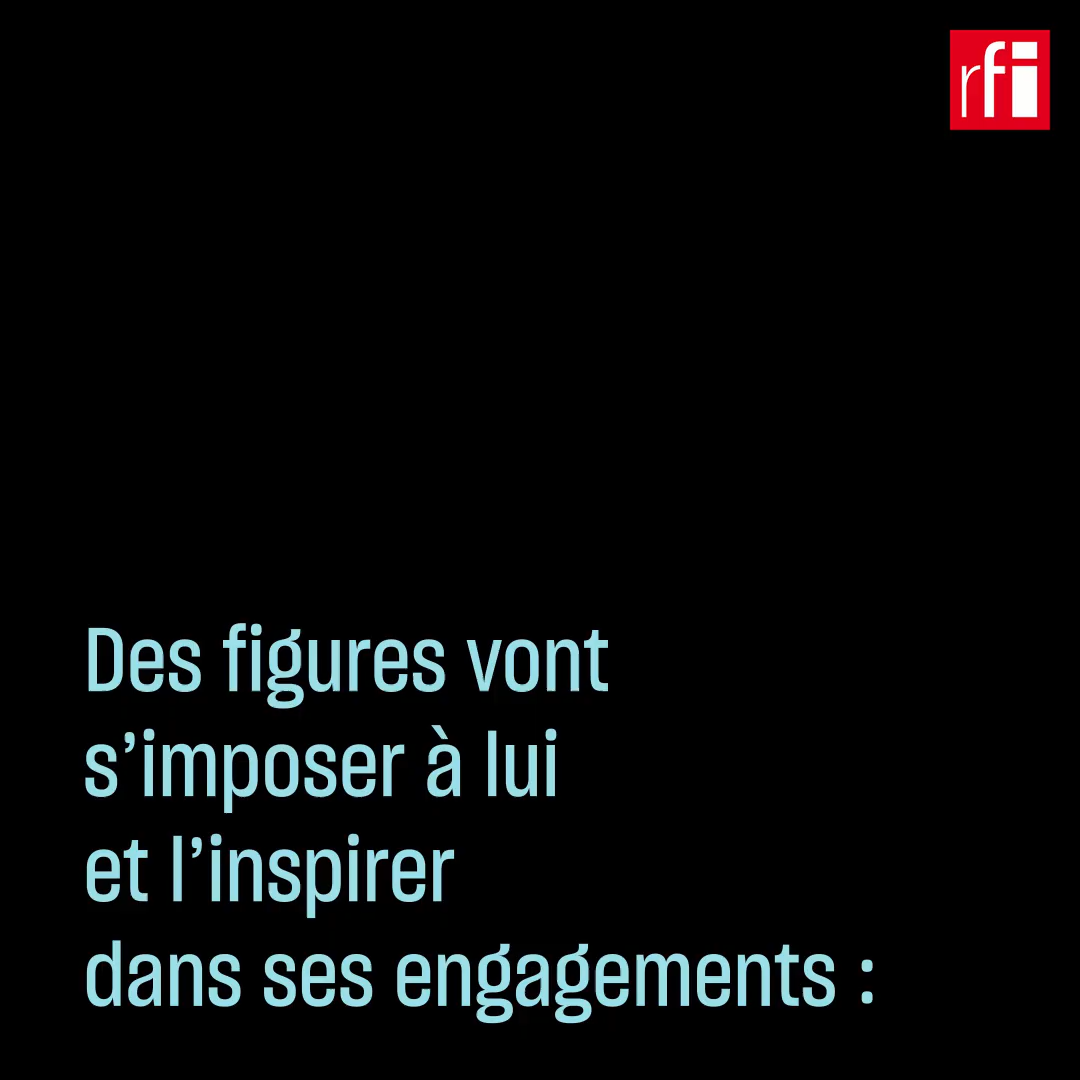 rfi
Des figures vont
s’imposer à lui
et l’inspirer
dans ses engagements :